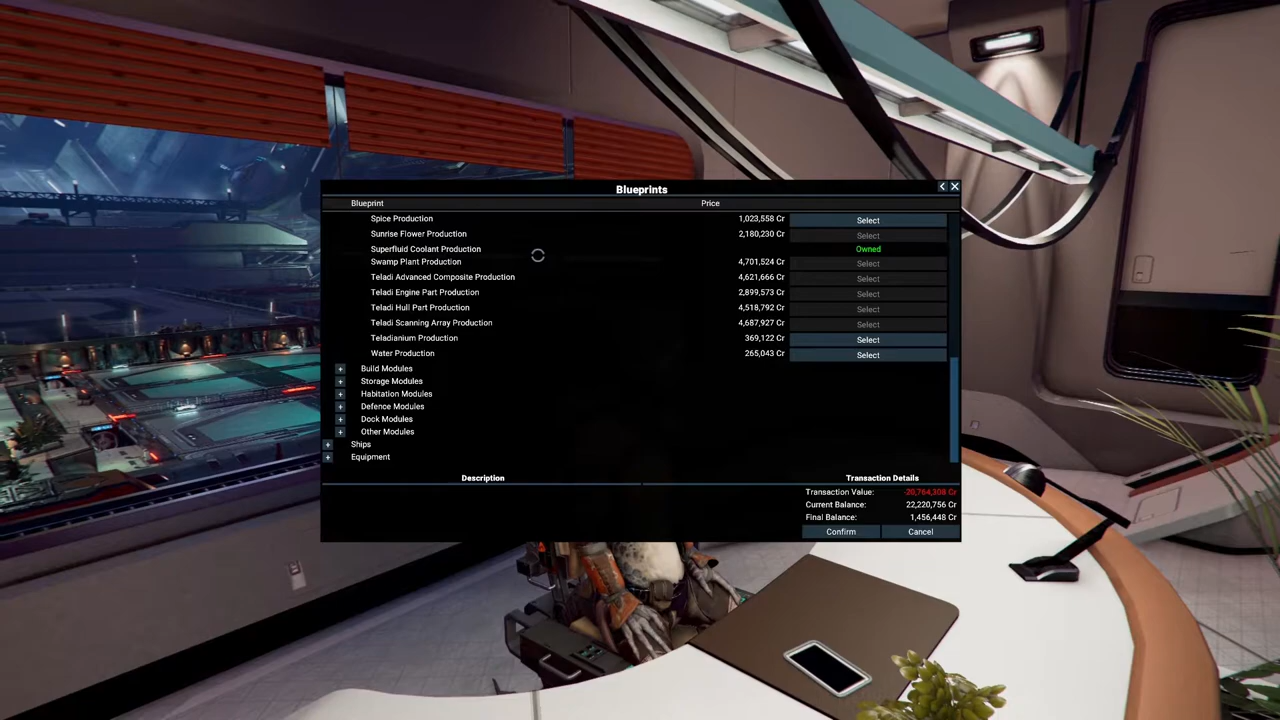 Blueprints
Blueprint Price
Spice Production 1,023,558 Cr Select
Sunrise Flower Production 2,180,230 Cr Select
Superfluid Coolant Production Owned
Swamp Plant Production 4,701,524 Cr Select
Teladi Advanced Composite Production 4,621,666 Cr Select
Teladi Engine Part Production 2,899,573 Cr Select
Teladi Hull Part Production 4,518,792 Cr Select
Teladi Scanning Array Production 4,687,927 Cr Select
Teladianium Production 369,122 Cr Select
Water Production 265,043 Cr Select
+ Build Modules
+ Storage Modules
+ Habitation Modules
+ Defence Modules
+ Dock Modules
+ Other Modules
+ Ships
+ Equipment
Description Transaction Details
Transaction Value: -20,764,308 Cr
Current Balance: 22,220,756 Cr
Final Balance: 1,456,448 Cr
Confirm Cancel